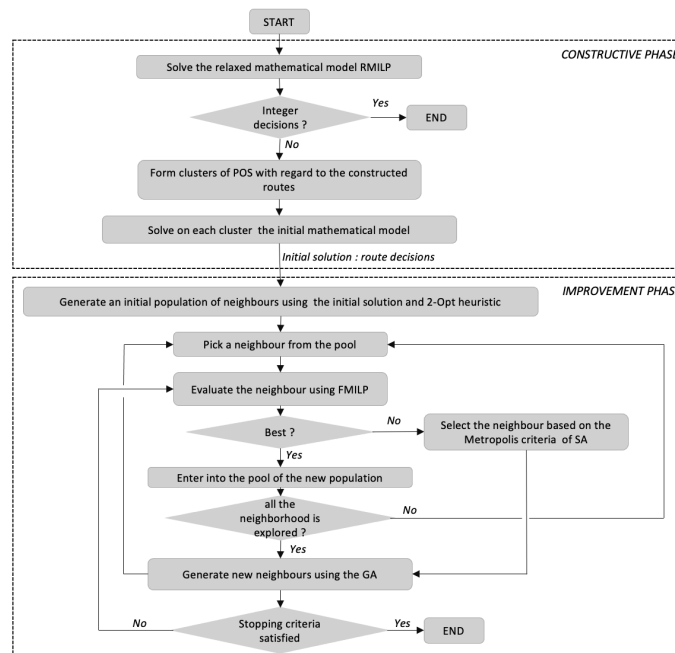 START
CONSTRUCTIVE PHASE
Solve the relaxed mathematical model RMILP
Integer
decisions ?
Yes
END
No
Form clusters of POS with regard to the constructed
routes
Solve on each cluster the initial mathematical model
Initial solution : route decisions
IMPROVEMENT PHAS
Generate an initial population of neighbours using the initial solution and 2-Opt heuristic
Pick a neighbour from the pool
Evaluate the neighbour using FMILP
Best ?
No
Select the neighbour based on the
Metropolis criteria of SA
Yes
Enter into the pool of the new population
all the
neighborhood is
explored ?
No
Yes
Generate new neighbours using the GA
Stopping criteria
satisfied
No
Yes
END